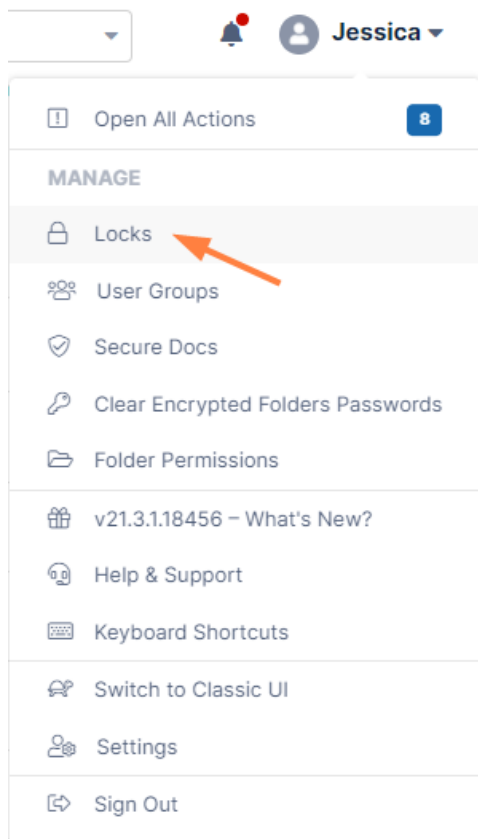 Jessica
Open All Actions 8
MANAGE
Locks
User Groups
Secure Docs
Clear Encrypted Folders Passwords
Folder Permissions
v21.3.1.18456 – What's New?
Help & Support
Keyboard Shortcuts
Switch to Classic UI
Settings
Sign Out